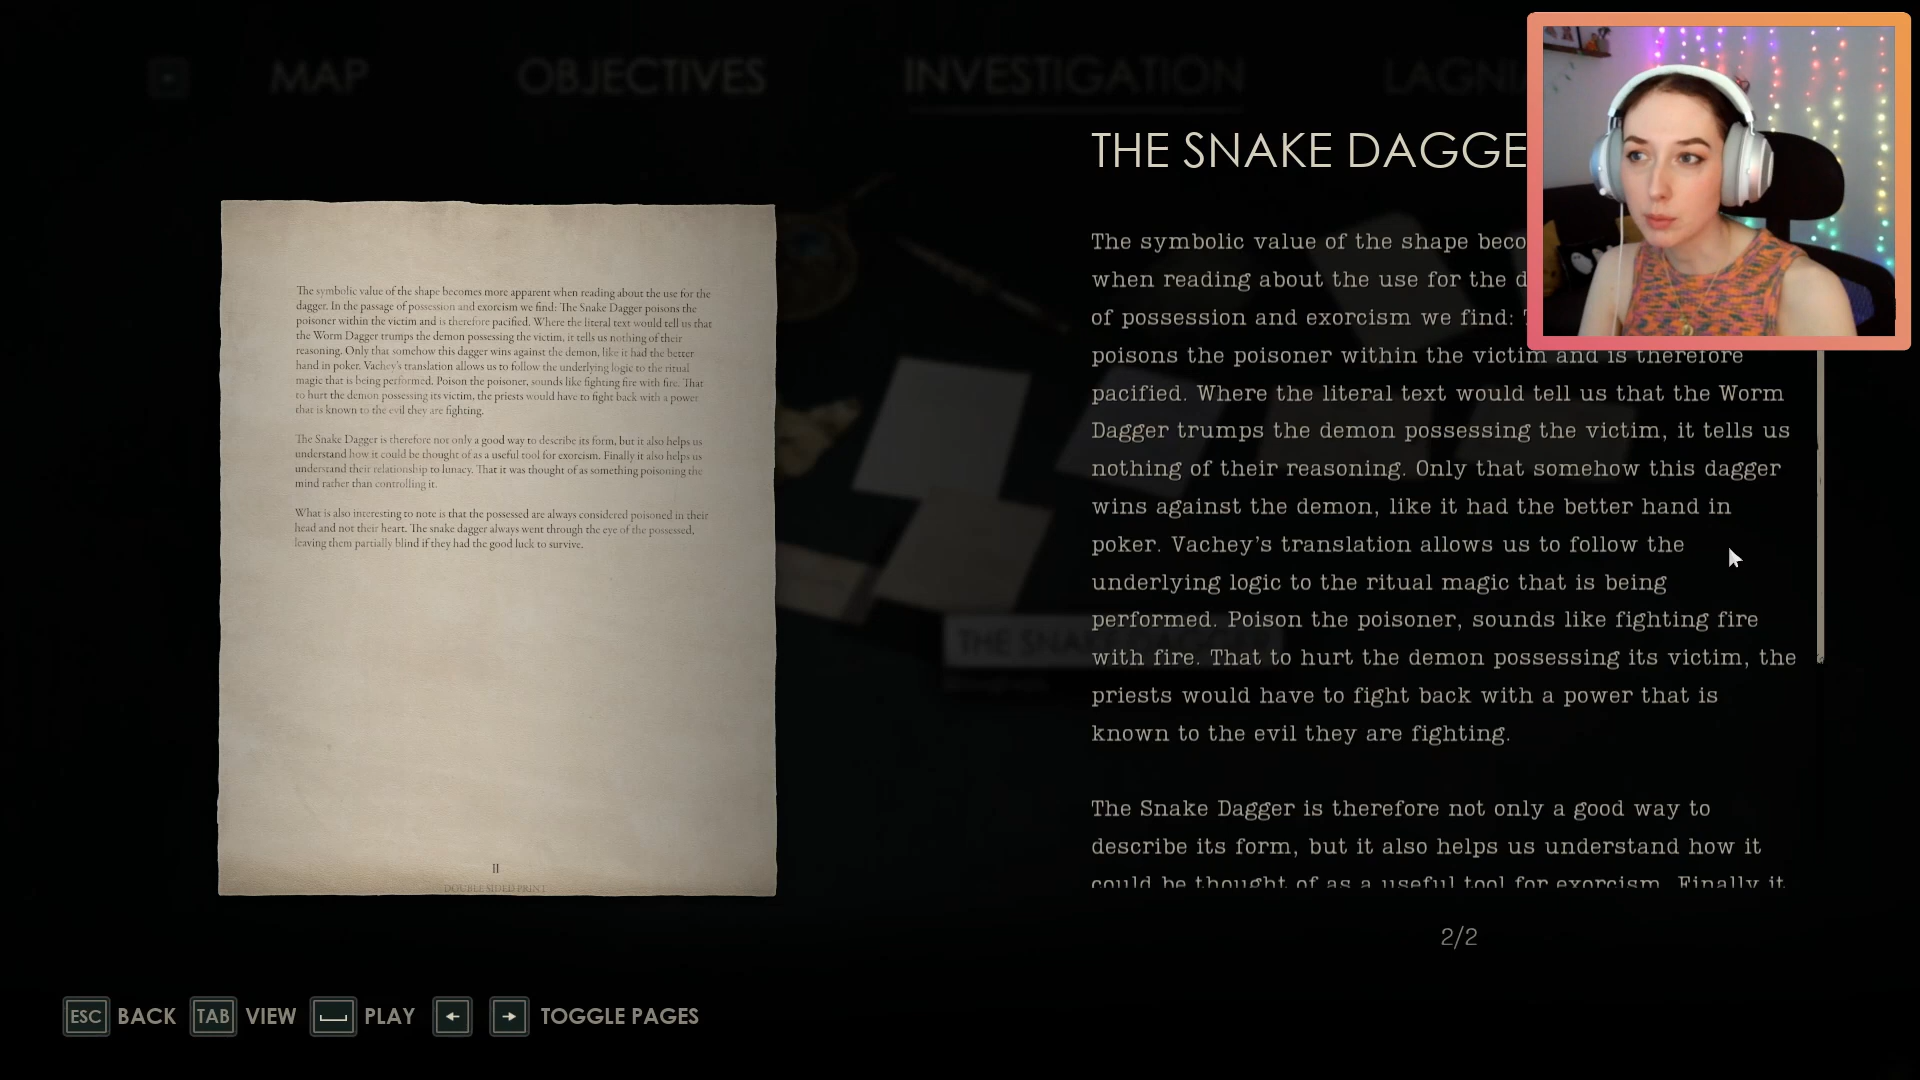 MAP
OBJECTIVES
INVESTIGATION
LAGNIA
THE SNAKE DAGGE
The symbolic value of the shape becomes more apparent when reading about the use for the
dagger. In the passage of possession and exorcism we find: The Snake Dagger poisons the
poisoner within the victim and is therefore pacified. Where the literal text would tell us that
the Worm Dagger trumps the demon possessing the victim, it tells us nothing of their
reasoning. Only that somehow this dagger wins against the demon, like it had the better
hand in poker. Vachey's translation allows us to follow the underlying logic to the ritual
magic that is being performed. Poison the poisoner, sounds like fighting fire with fire. That
to hurt the demon possessing its victim, the priests would have to fight back with a power
that is known to the evil they are fighting.
The Snake Dagger is therefore not only a good way to describe its form, but it also helps us
understand how it could be thought of as a useful tool for exorcism. Finally it also helps us
understand their relationship to lunacy. That it was thought of as something poisoning the
mind rather than controlling it.
What is also interesting to note is that the possessed are always considered poisoned in their
head and not their heart. The snake dagger always went through the eye of the possessed,
leaving them partially blind if they had the good luck to survive.
II
DOUBLE SIDED PRINT
The symbolic value of the shape beco
when reading about the use for the d
of possession and exorcism we find:
poisons the poisoner within the victim and is therefore
pacified. Where the literal text would tell us that the Worm
Dagger trumps the demon possessing the victim, it tells us
nothing of their reasoning. Only that somehow this dagger
wins against the demon, like it had the better hand in
poker. Vachey's translation allows us to follow the
underlying logic to the ritual magic that is being
performed. Poison the poisoner, sounds like fighting fire
with fire. That to hurt the demon possessing its victim, the
priests would have to fight back with a power that is
known to the evil they are fighting.
The Snake Dagger is therefore not only a good way to
describe its form, but it also helps us understand how it
could be thought of as a useful tool for exorcism. Finally it
THE SNAKE DAGGER
2/2
ESC BACK TAB VIEW PLAY TOGGLE PAGES